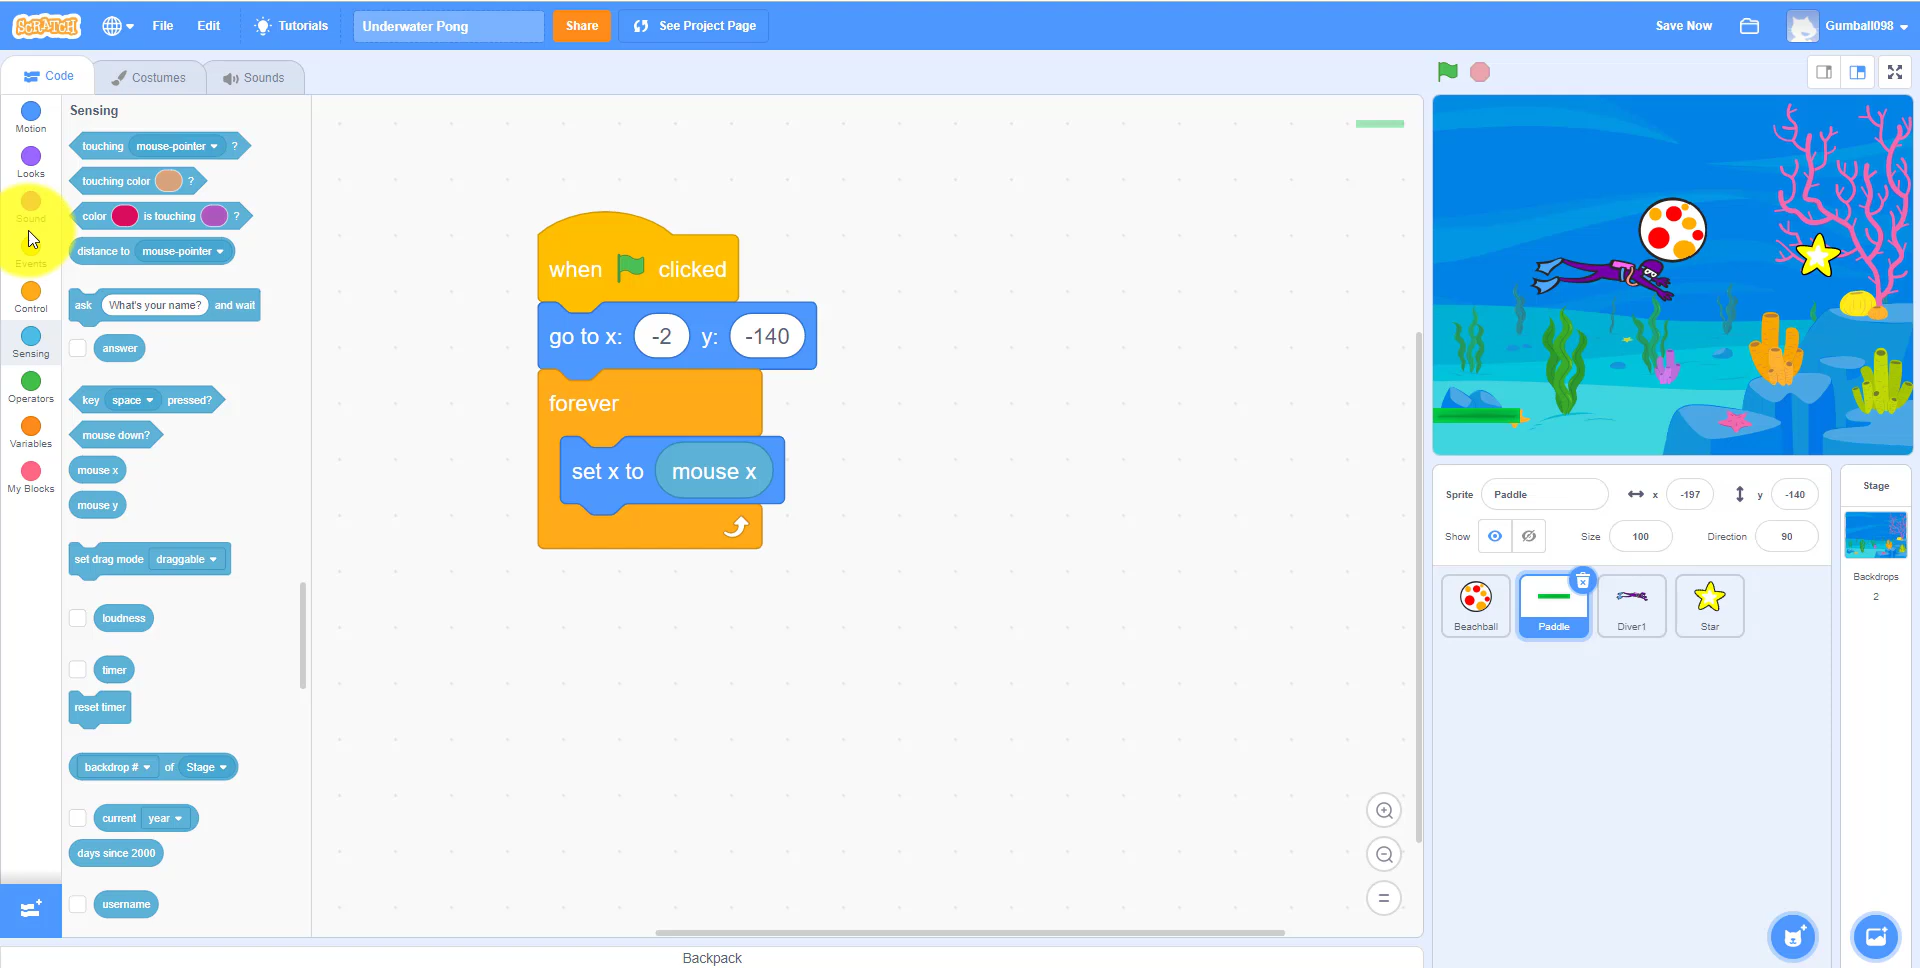 SCRATCH File Edit Tutorials Underwater Pong Share See Project Page Save Now Gumball098
Code Costumes Sounds
Motion
Looks
Sound
Events
Control
Sensing
Operators
Variables
My Blocks
Sensing
touching mouse-pointer ?
touching color ?
color is touching ?
distance to mouse-pointer
ask What's your name? and wait
answer
key space pressed?
mouse down?
mouse x
mouse y
set drag mode draggable
loudness
timer
reset timer
backdrop # of Stage
current year
days since 2000
username
when clicked
go to x: -2 y: -140
forever
set x to mouse x
=
Backpack
Sprite Paddle x -197 y -140
Show Size 100 Direction 90
Beachball Paddle Diver1 Star
Stage
Backdrops
2